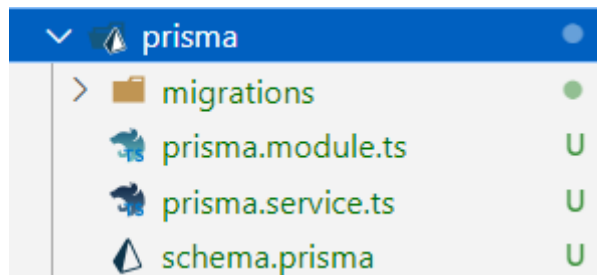 prisma
migrations
prisma.module.ts U
prisma.service.ts U
schema.prisma U